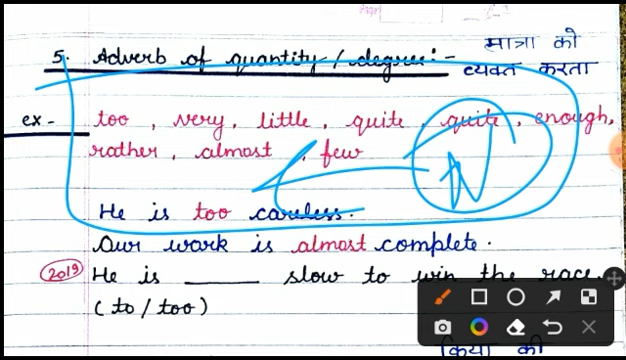 5. Adverb of quantity / degree :- मात्रा को
व्यक्त करता
ex - too, very, little, quite, quite, enough,
rather, almost, few
He is too careless.
Our work is almost complete.
2019 He is ______ slow to win the race.
( to / too )
क्रिया की